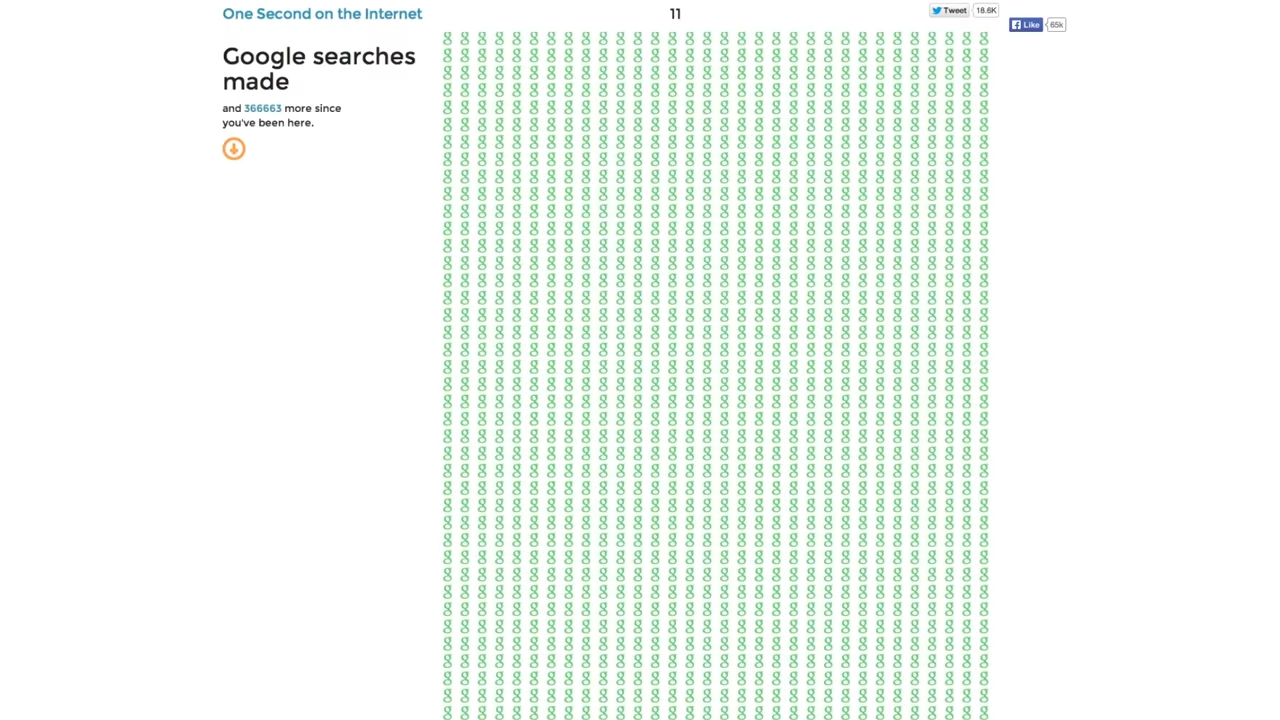 One Second on the Internet
11
Tweet 18.6K
Like 65k
Google searches
made
and 366663 more since
you've been here.